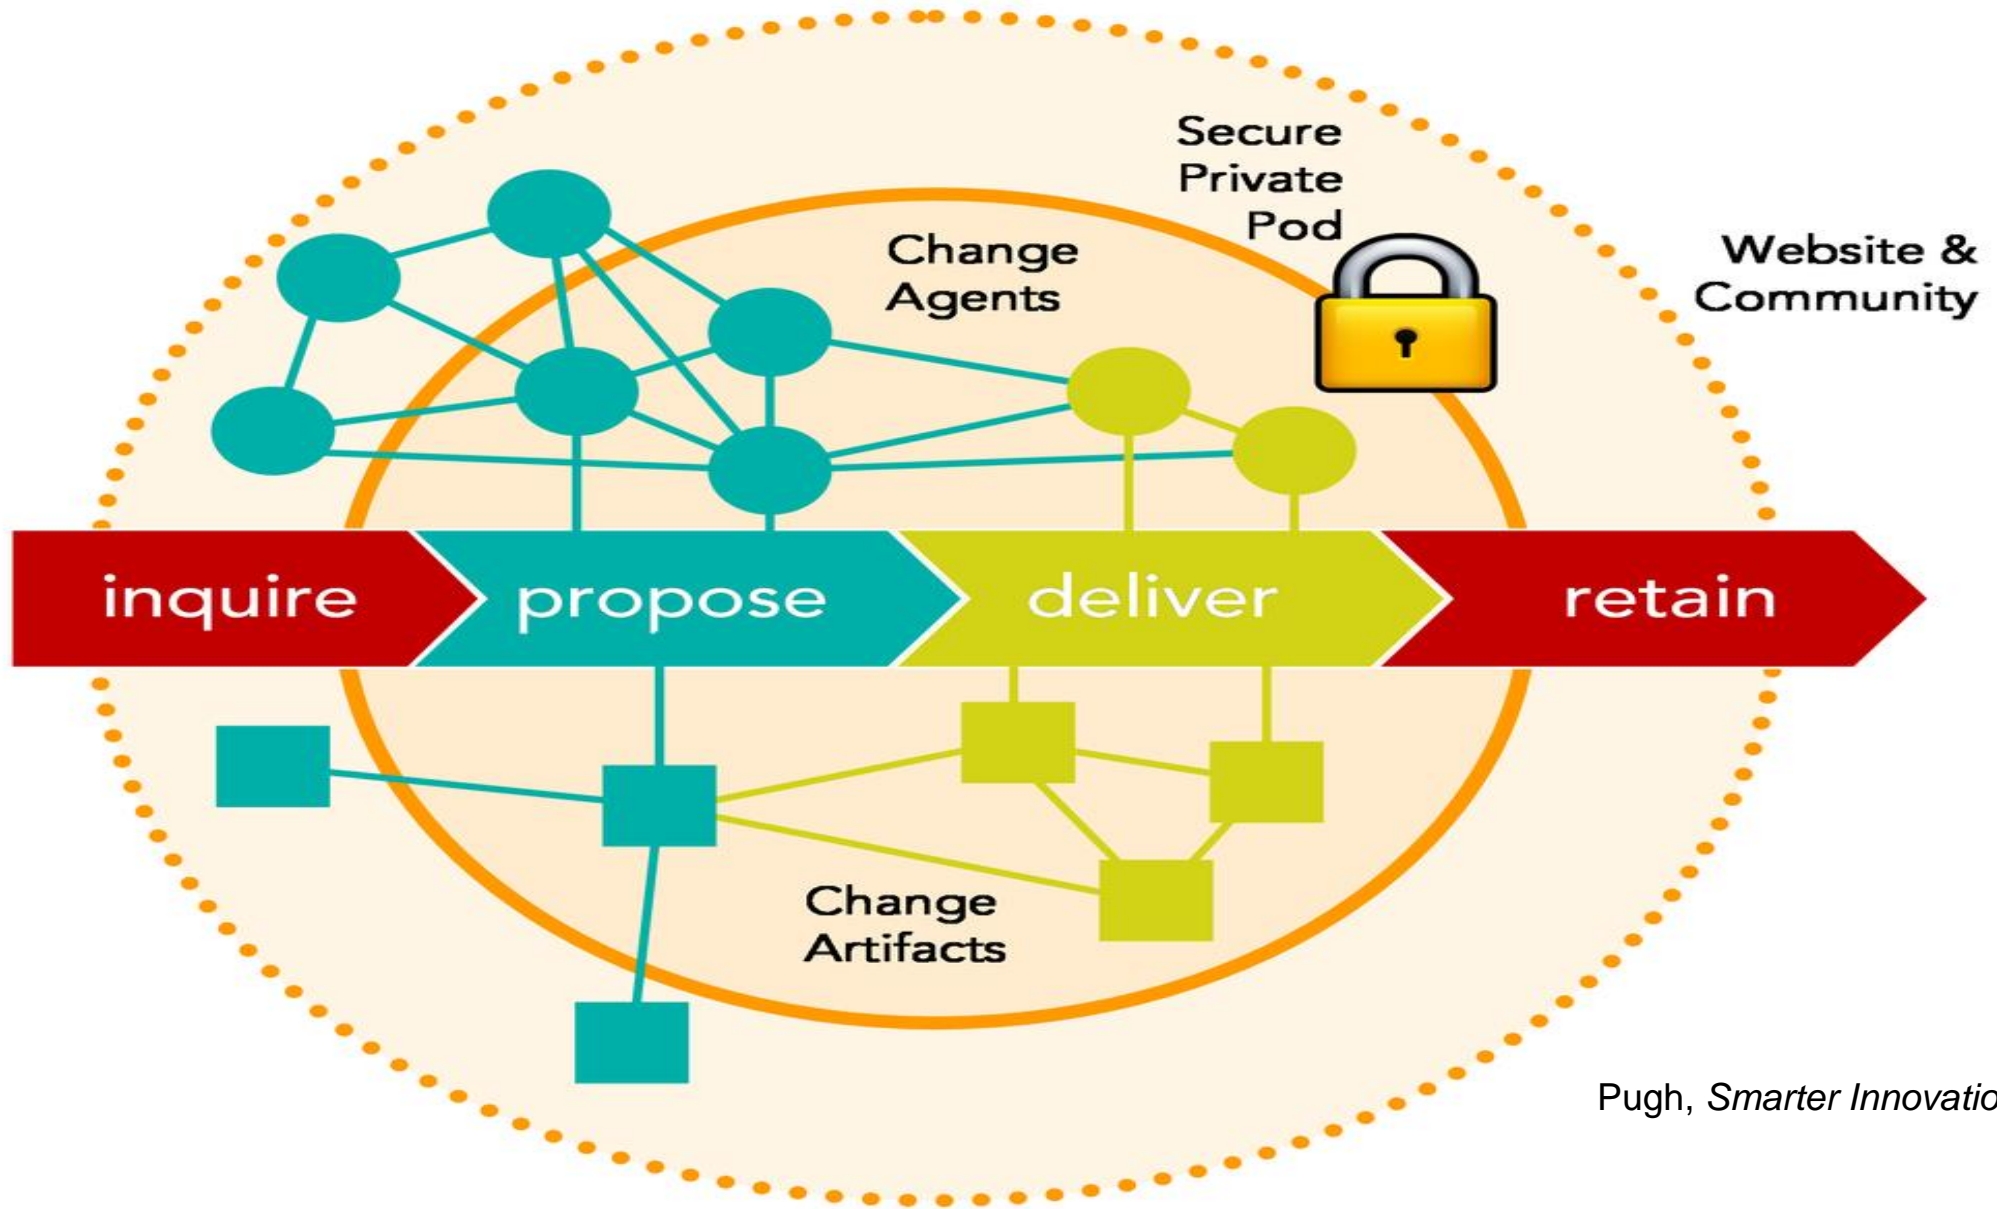 Secure
Private
Pod
Change
Agents
Website &
Community
inquire
propose
deliver
retain
Change
Artifacts
Pugh, Smarter Innovatio